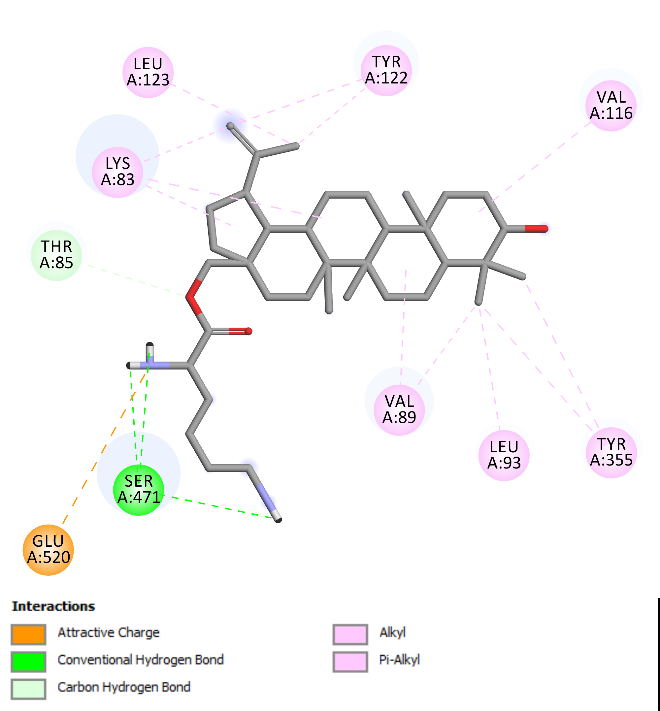 LEU
A:123
TYR
A:122
VAL
A:116
LYS
A:83
THR
A:85
VAL
A:89
LEU
A:93
TYR
A:355
SER
A:471
GLU
A:520
Interactions
Attractive Charge
Conventional Hydrogen Bond
Carbon Hydrogen Bond
Alkyl
Pi-Alkyl